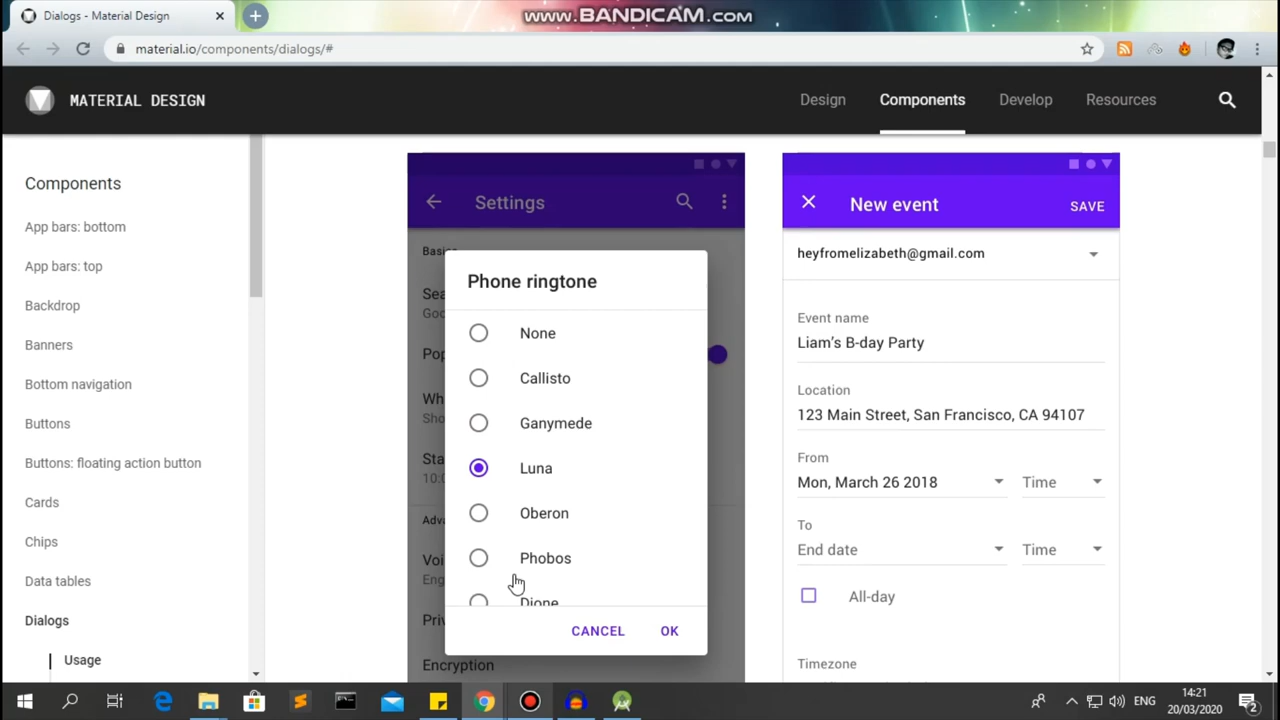 Dialogs - Material Design
www.BANDICAM.com
material.io/components/dialogs/#
MATERIAL DESIGN
Design
Components
Develop
Resources
Components
App bars: bottom
App bars: top
Backdrop
Banners
Bottom navigation
Buttons
Buttons: floating action button
Cards
Chips
Data tables
Dialogs
Usage
Settings
Phone ringtone
None
Callisto
Ganymede
Luna
Oberon
Phobos
Dione
CANCEL OK
Encryption
New event
SAVE
heyfromelizabeth@gmail.com
Event name
Liam's B-day Party
Location
123 Main Street, San Francisco, CA 94107
From
Mon, March 26 2018
Time
To
End date
Time
All-day
Timezone
ENG
14:21
20/03/2020
2